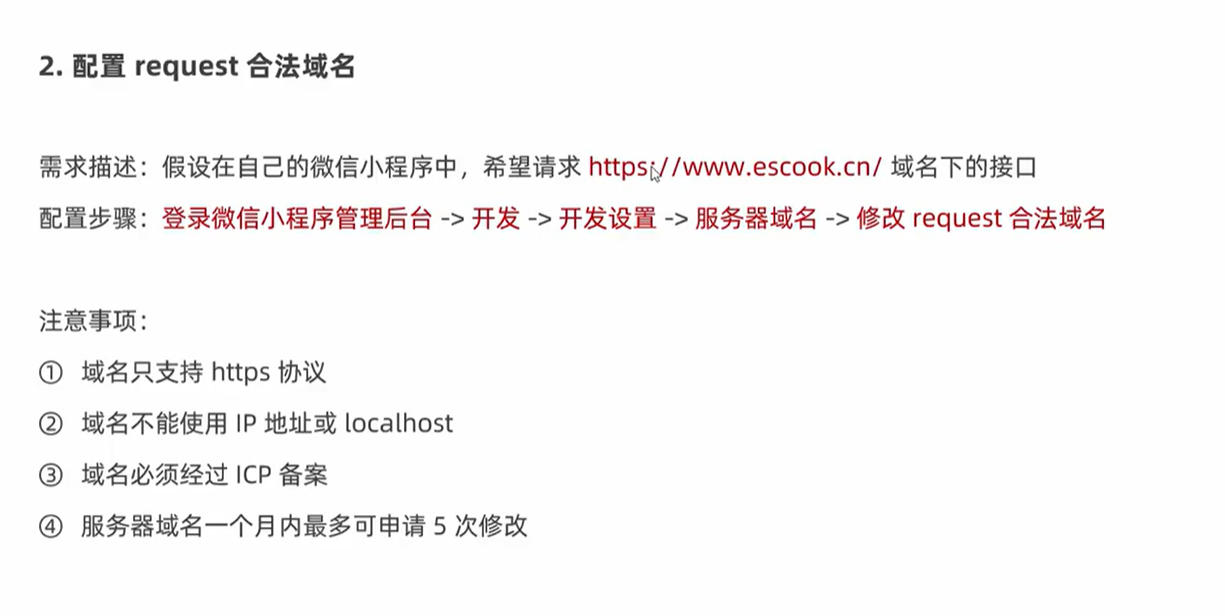 2. 配置 request 合法域名
需求描述：假设在自己的微信小程序中，希望请求 https://www.escook.cn/ 域名下的接口
配置步骤：登录微信小程序管理后台 -> 开发 -> 开发设置 -> 服务器域名 -> 修改 request 合法域名
注意事项：
① 域名只支持 https 协议
② 域名不能使用 IP 地址或 localhost
③ 域名必须经过 ICP 备案
④ 服务器域名一个月内最多可申请 5 次修改